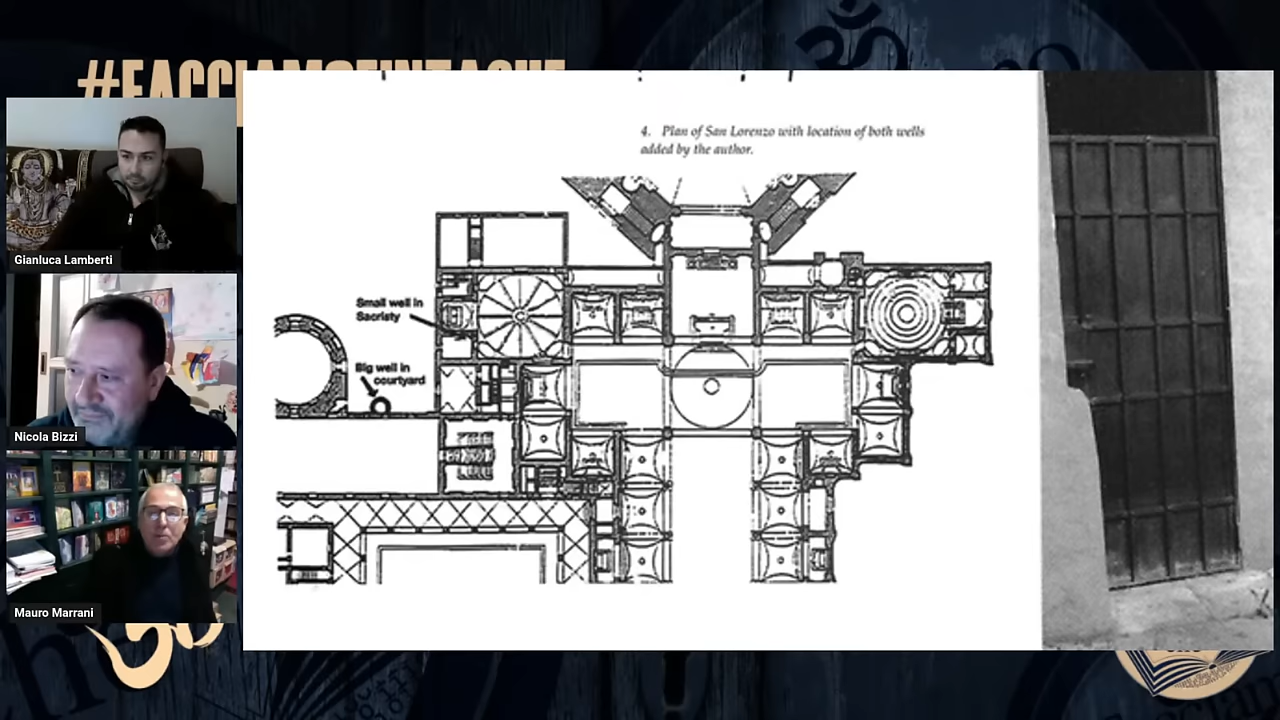 4. Plan of San Lorenzo with location of both wells
added by the author.
Small well in
Sacristy
Big well in
courtyard
Gianluca Lamberti
Nicola Bizzi
Mauro Marrani
ॐ